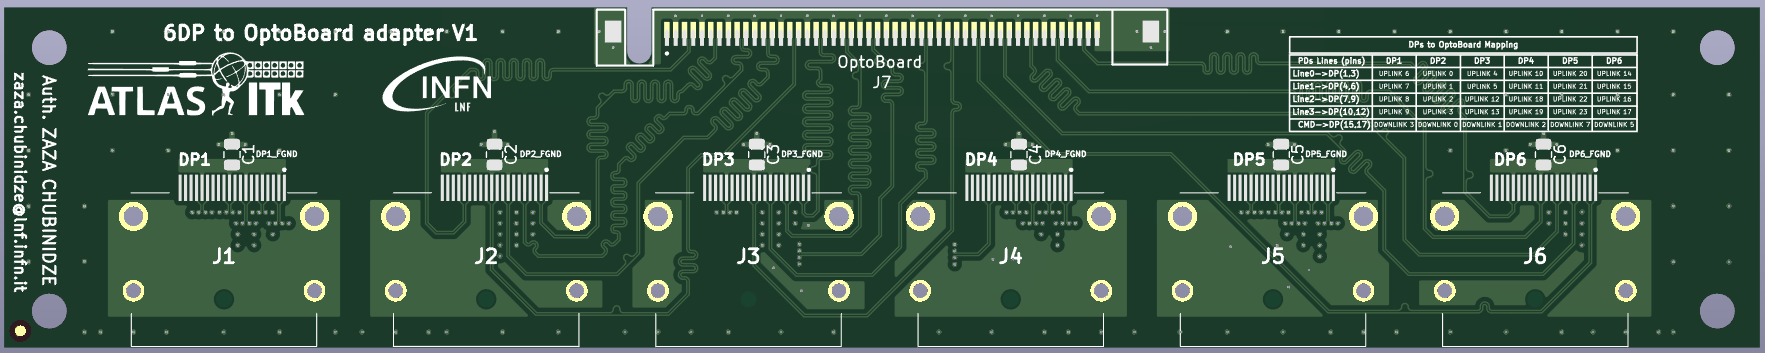 6DP to OptoBoard adapter V1
ATLAS ITk
INFN
LNF
Auth. ZAZA CHUBINIDZE
zaza.chubinidze@lnf.infn.it
OptoBoard
J7
DPs to OptoBoard Mapping
PDs Lines (pins) DP1 DP2 DP3 DP4 DP5 DP6
Line0->DP(1,3) UPLINK 6 UPLINK 0 UPLINK 4 UPLINK 10 UPLINK 20 UPLINK 14
Line1->DP(4,6) UPLINK 7 UPLINK 1 UPLINK 5 UPLINK 11 UPLINK 21 UPLINK 15
Line2->DP(7,9) UPLINK 8 UPLINK 2 UPLINK 12 UPLINK 18 UPLINK 22 UPLINK 16
Line3->DP(10,12) UPLINK 9 UPLINK 3 UPLINK 13 UPLINK 19 UPLINK 23 UPLINK 17
CMD->DP(15,17) DOWNLINK 3 DOWNLINK 0 DOWNLINK 1 DOWNLINK 2 DOWNLINK 7 DOWNLINK 5
DP1 C1 DP1_FGND
DP2 C2 DP2_FGND
DP3 C3 DP3_FGND
DP4 C4 DP4_FGND
DP5 C5 DP5_FGND
DP6 C6 DP6_FGND
J1
J2
J3
J4
J5
J6